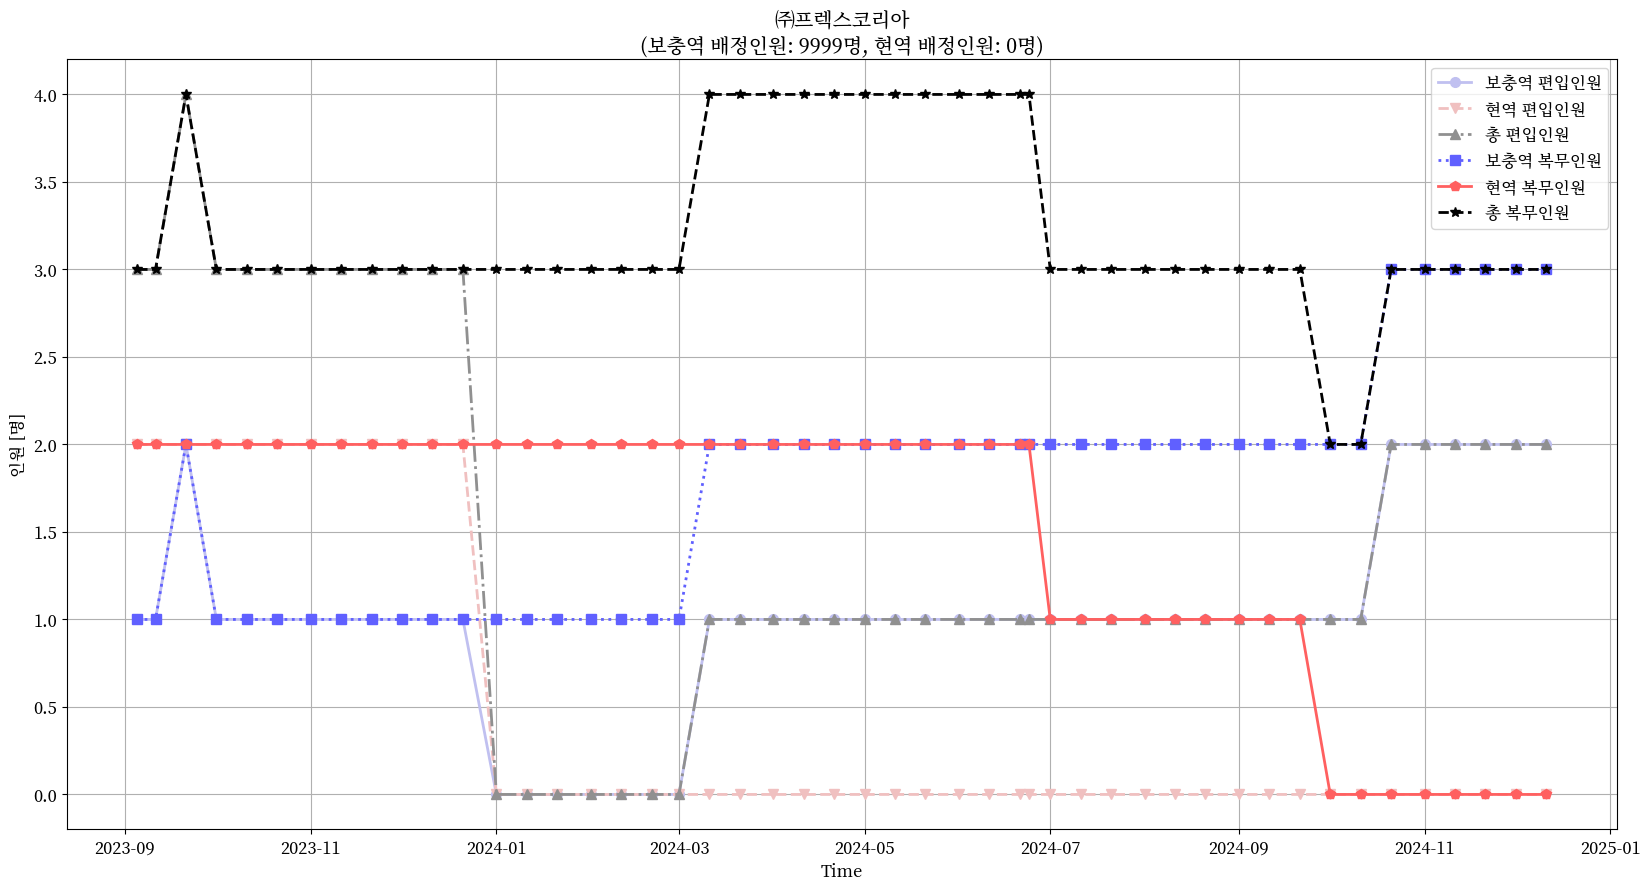 ㈜프렉스코리아
(보충역 배정인원: 9999명, 현역 배정인원: 0명)
보충역 편입인원
현역 편입인원
총 편입인원
보충역 복무인원
현역 복무인원
총 복무인원
인원 [명]
4.0
3.5
3.0
2.5
2.0
1.5
1.0
0.5
0.0
2023-09
2023-11
2024-01
2024-03
2024-05
2024-07
2024-09
2024-11
2025-01
Time